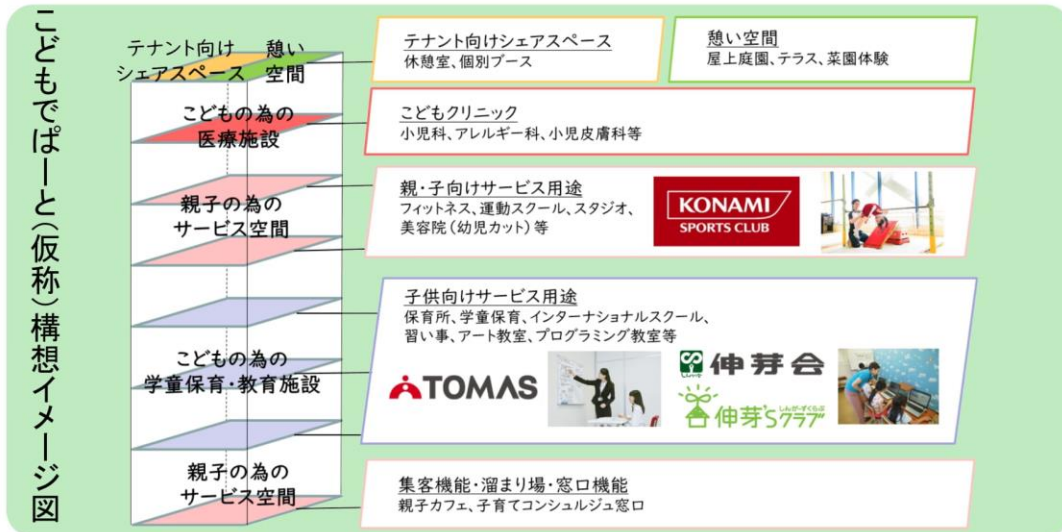 こどもでぱーと(仮称)構想イメージ図
テナント向け
シェアスペース
憩い
空間
テナント向けシェアスペース
休憩室、個別ブース
憩い空間
屋上庭園、テラス、菜園体験
こどもの為の
医療施設
こどもクリニック
小児科、アレルギー科、小児皮膚科等
親子の為の
サービス空間
親・子向けサービス用途
フィットネス、運動スクール、スタジオ、
美容院(幼児カット)等
KONAMI
SPORTS CLUB
こどもの為の
学童保育・教育施設
子供向けサービス用途
保育所、学童保育、インターナショナルスクール、
習い事、アート教室、プログラミング教室等
TOMAS
しんが〜ずくらぶ
伸芽会
伸芽'Sクラブ
親子の為の
サービス空間
集客機能・溜まり場・窓口機能
親子カフェ、子育てコンシルジュ窓口